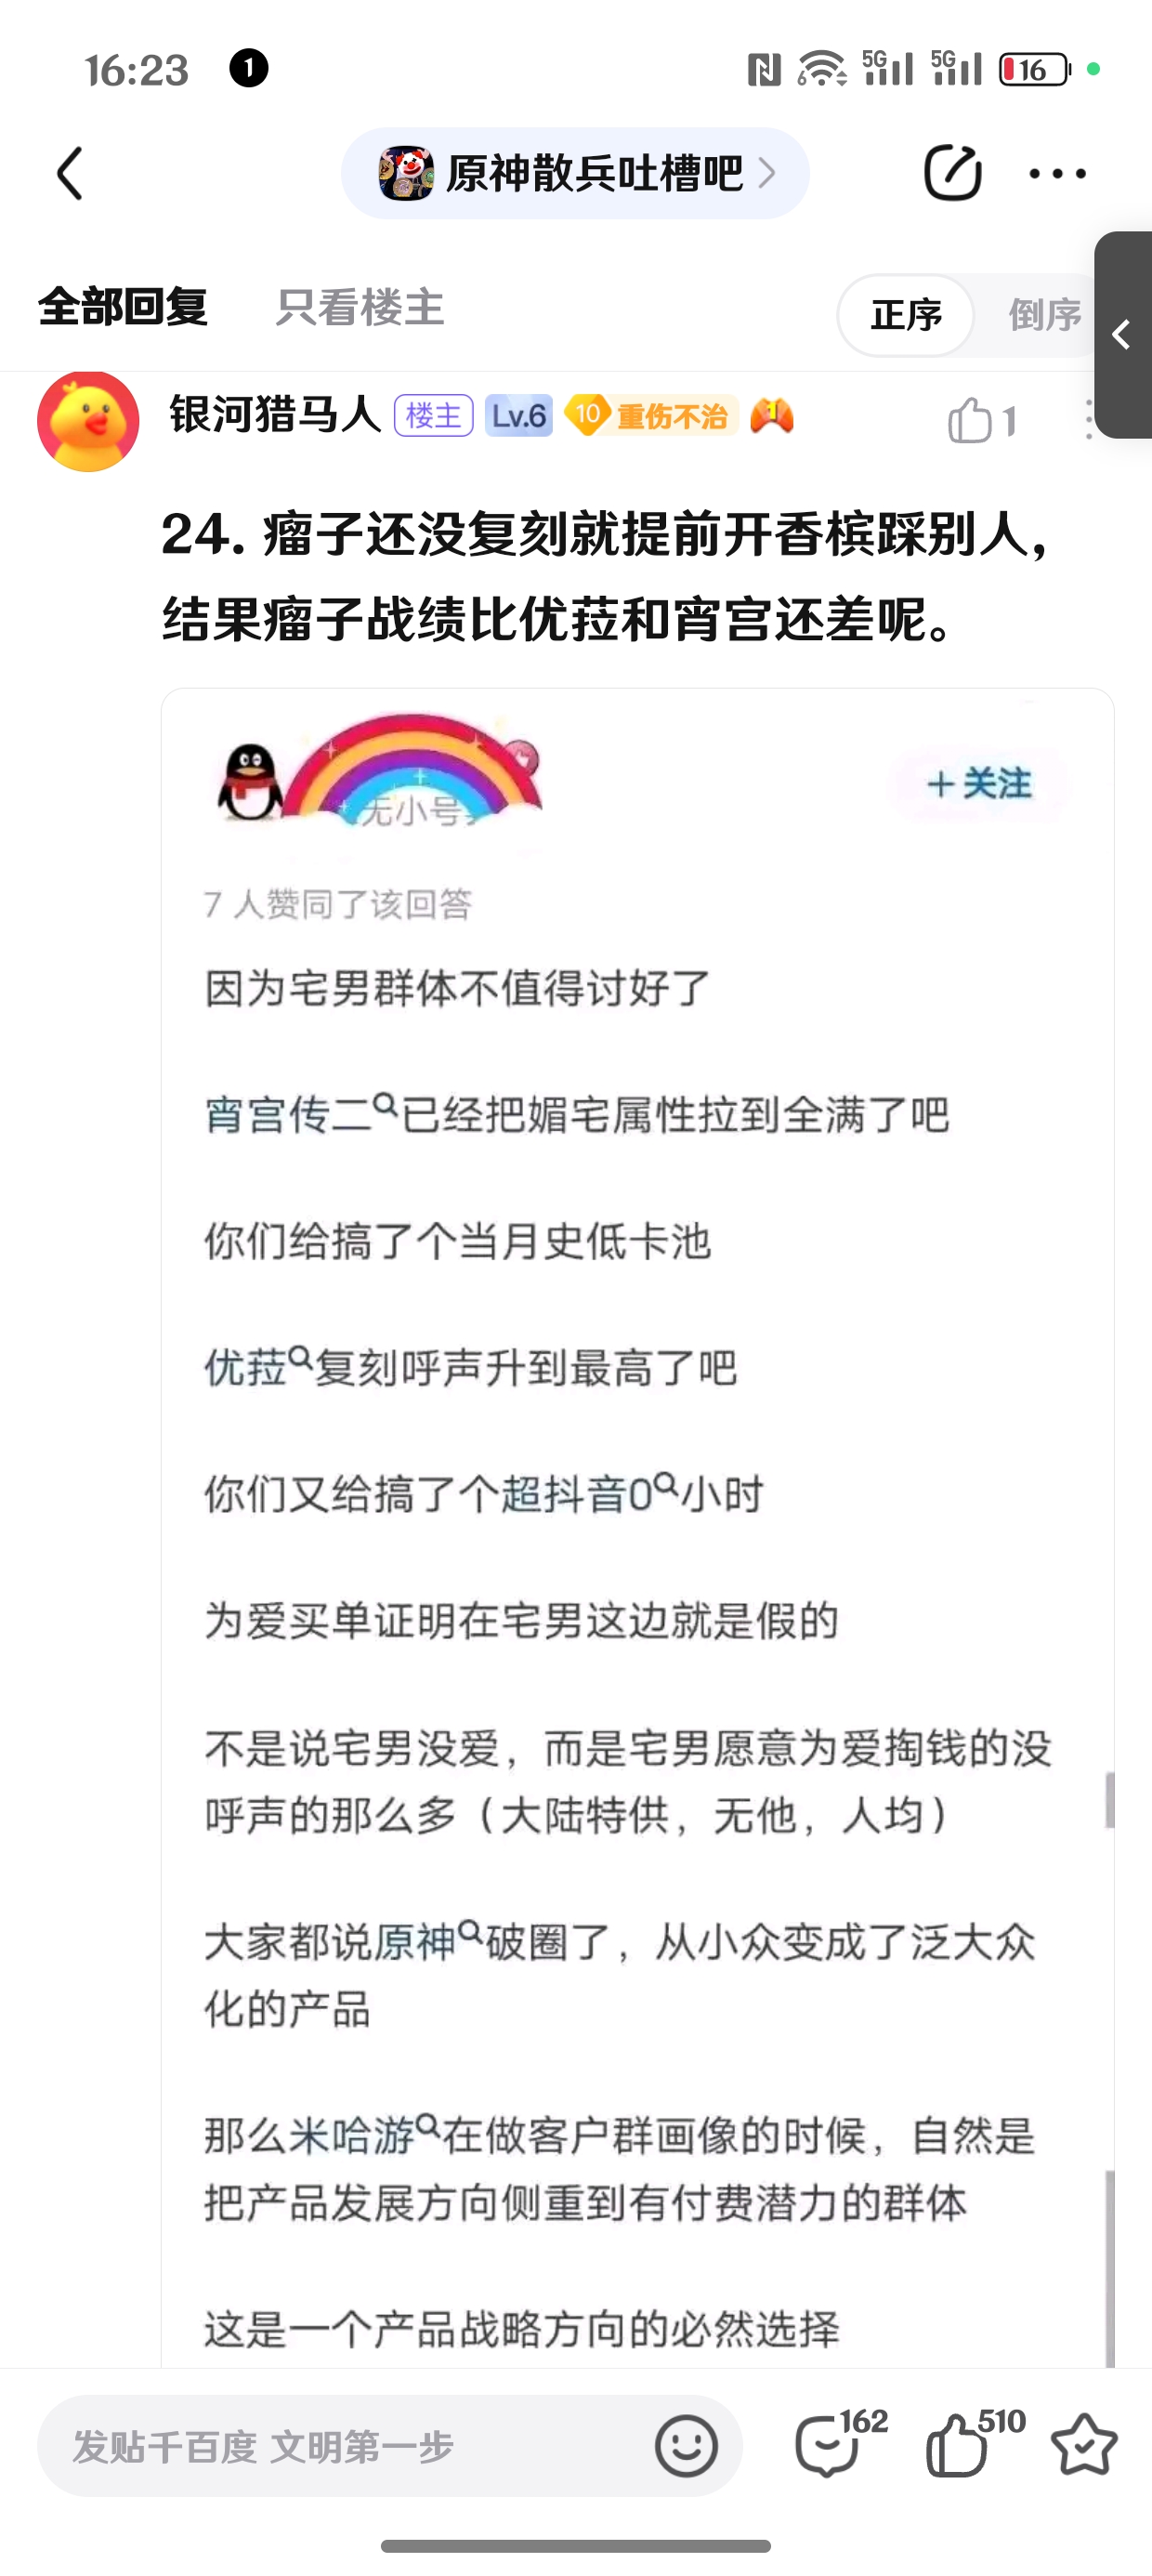 16:23
1
6
5G
5G
16
原神散兵吐槽吧
全部回复 只看楼主
正序 倒序
银河猎马人 楼主 Lv.6 10 重伤不治 1
1
24. 瘤子还没复刻就提前开香槟踩别人,
结果瘤子战绩比优菈和宵宫还差呢。
无小号
+关注
7 人赞同了该回答
因为宅男群体不值得讨好了
宵宫传二已经把媚宅属性拉到全满了吧
你们给搞了个当月史低卡池
优菈复刻呼声升到最高了吧
你们又给搞了个超抖音0小时
为爱买单证明在宅男这边就是假的
不是说宅男没爱，而是宅男愿意为爱掏钱的没
呼声的那么多（大陆特供，无他，人均）
大家都说原神破圈了，从小众变成了泛大众
化的产品
那么米哈游在做客户群画像的时候，自然是
把产品发展方向侧重到有付费潜力的群体
这是一个产品战略方向的必然选择
发贴千百度 文明第一步
162
510